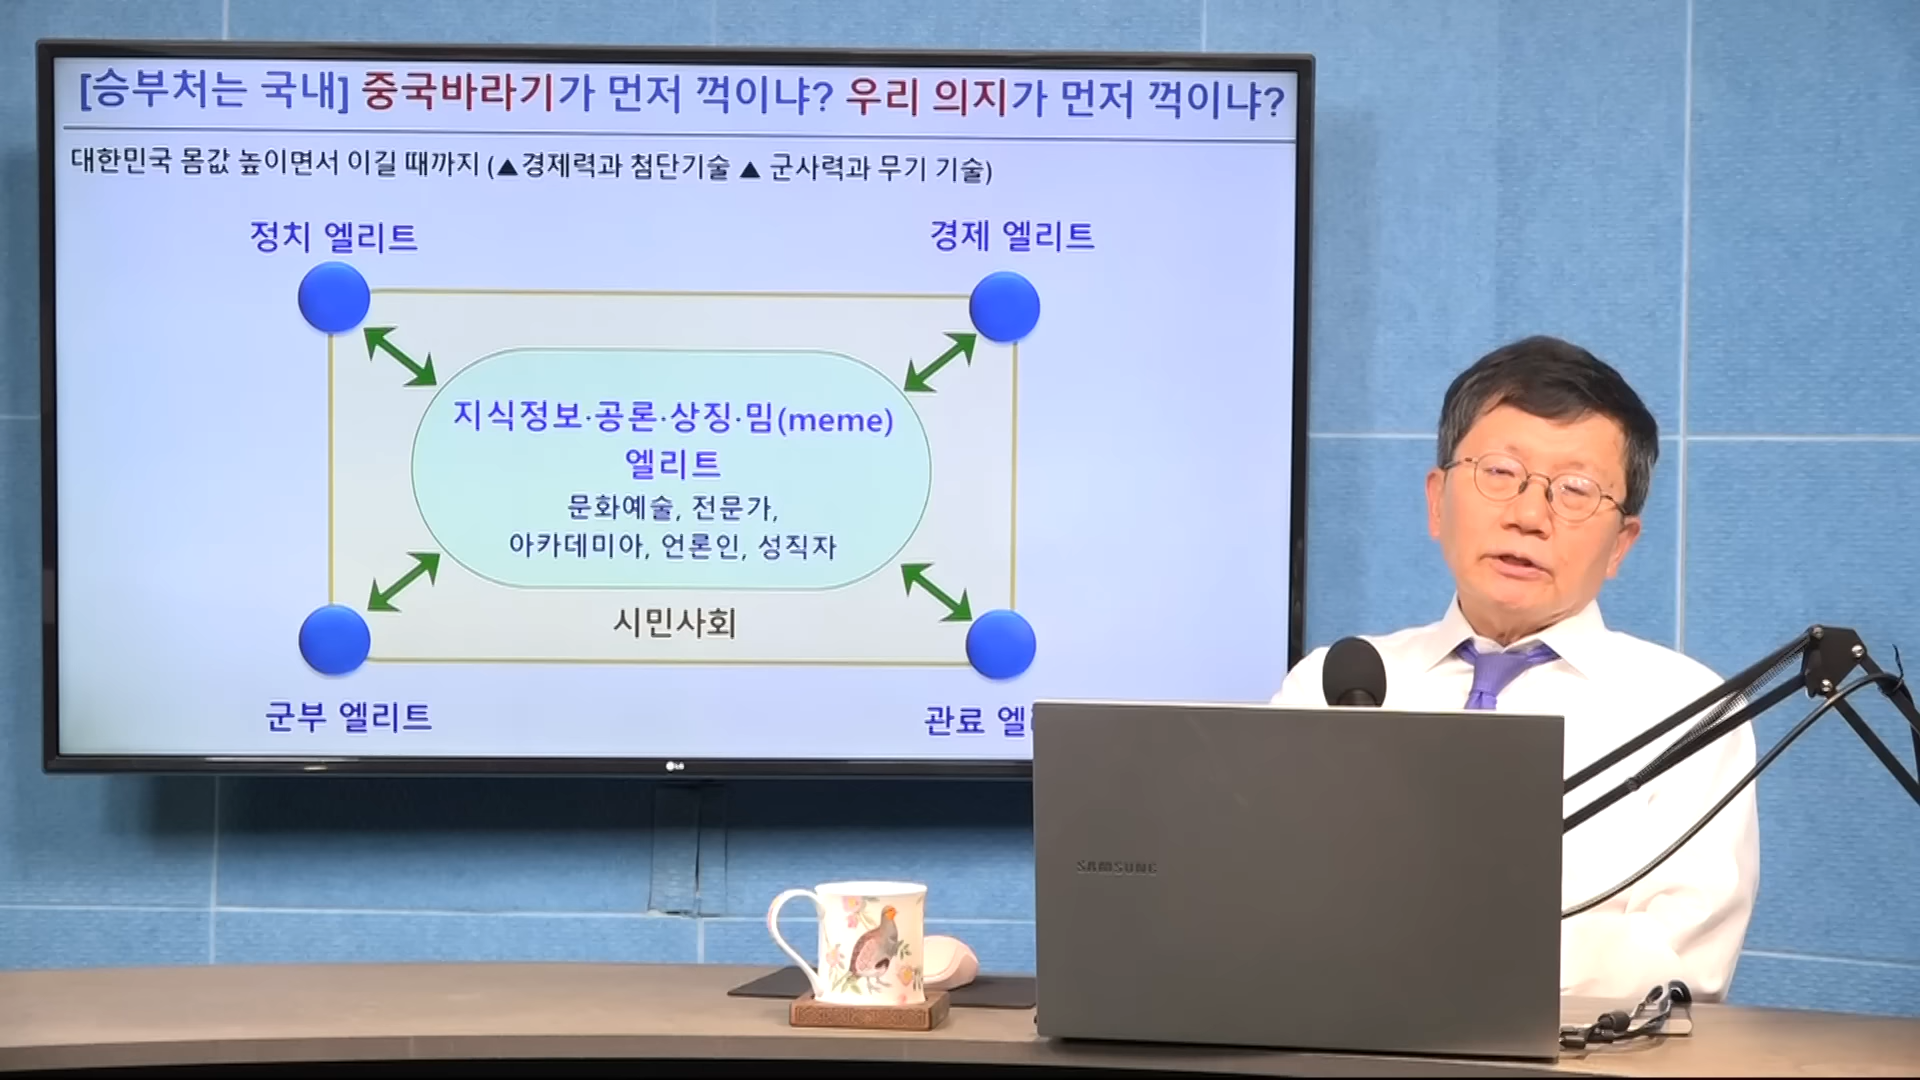 [승부처는 국내] 중국바라기가 먼저 꺽이냐? 우리 의지가 먼저 꺽이냐?
대한민국 몸값 높이면서 이길 때까지 (▲경제력과 첨단기술 ▲ 군사력과 무기 기술)
정치 엘리트
경제 엘리트
지식정보·공론·상징·밈(meme)
엘리트
문화예술, 전문가,
아카데미아, 언론인, 성직자
시민사회
군부 엘리트
관료 엘
LG
SAMSUNG